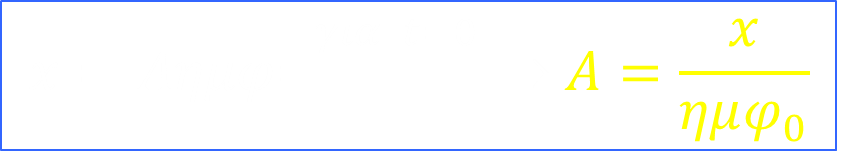 A = x / ημφ₀